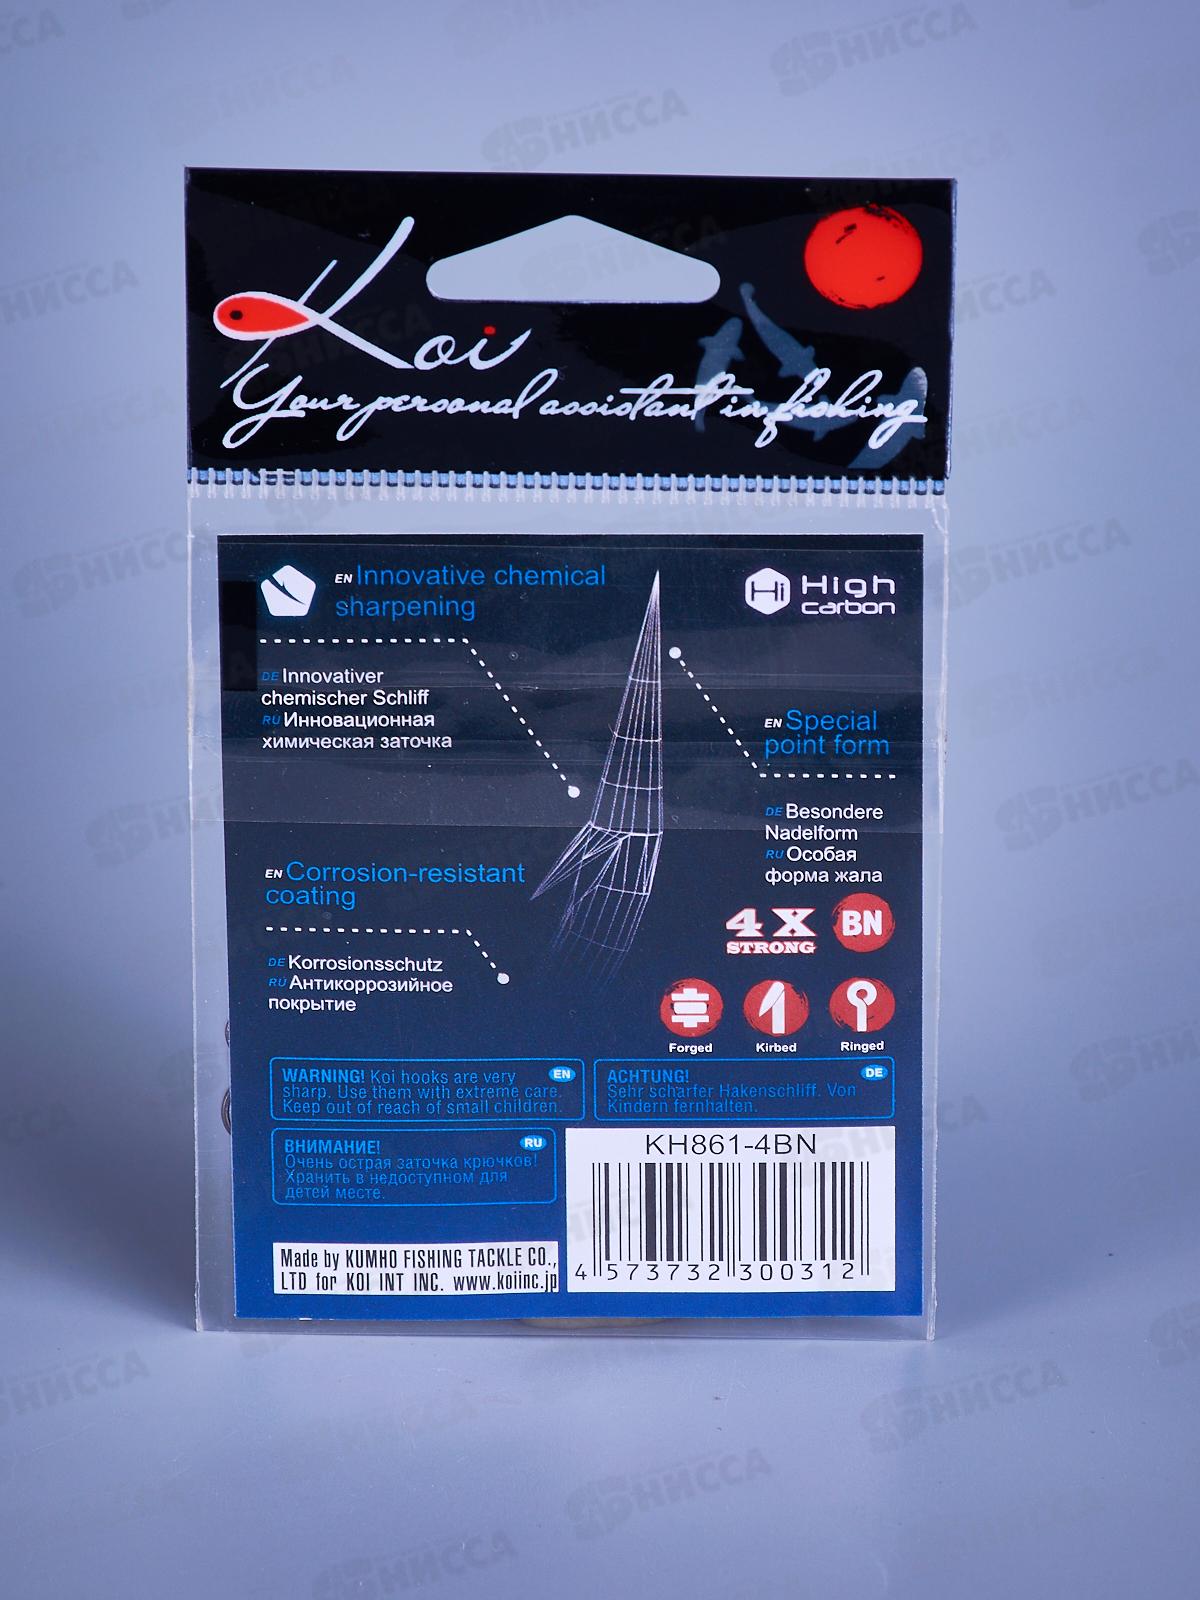 Koi
Your personal assistant in fishing
EN Innovative chemical
sharpening
Hi High
carbon
DE Innovativer
chemischer Schliff
RU Инновационная
химическая заточка
EN Special
point form
DE Besondere
Nadelform
RU Особая
форма жала
EN Corrosion-resistant
coating
DE Korrosionsschutz
RU Антикоррозийное
покрытие
4X
STRONG
BN
Forged Kirbed Ringed
WARNING! Koi hooks are very EN
sharp. Use them with extreme care.
Keep out of reach of small children.
ACHTUNG! DE
Sehr scharfer Hakenschliff. Von
Kindern fernhalten.
ВНИМАНИЕ! RU
Очень острая заточка крючков!
Хранить в недоступном для
детей месте.
KH861-4BN
4 573732 300312
Made by KUMHO FISHING TACKLE CO.,
LTD for KOI INT INC. www.koiinc.jp
НИССА